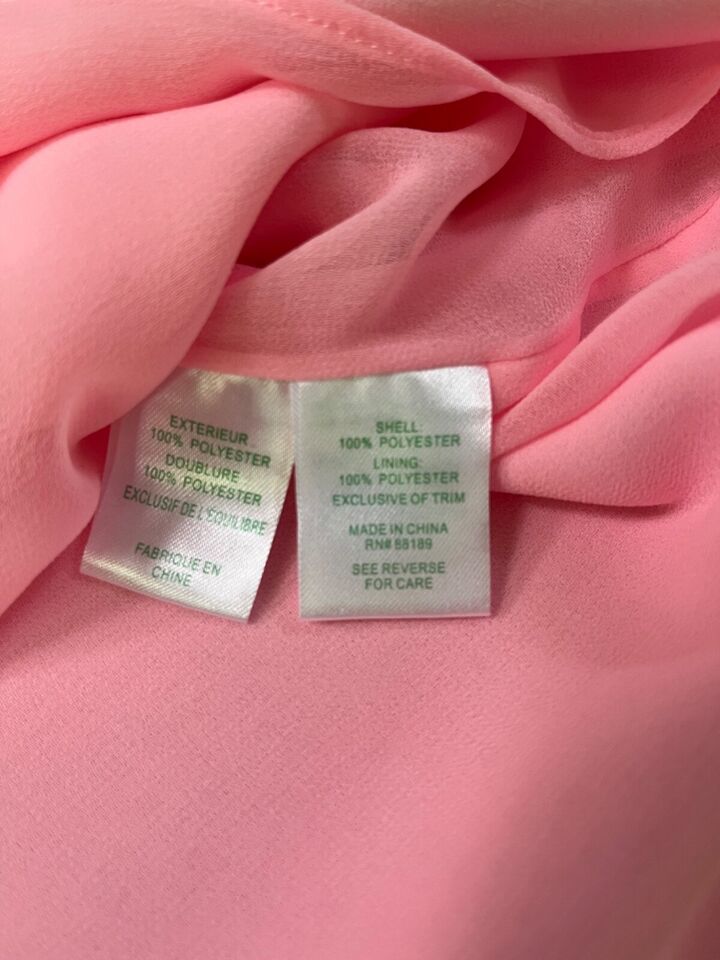 EXTERIEUR
100% POLYESTER
DOUBLURE
100% POLYESTER
EXCLUSIF DE L'EQUILIBRE
FABRIQUE EN
CHINE
SHELL:
100% POLYESTER
LINING:
100% POLYESTER
EXCLUSIVE OF TRIM
MADE IN CHINA
RN# 88189
SEE REVERSE
FOR CARE